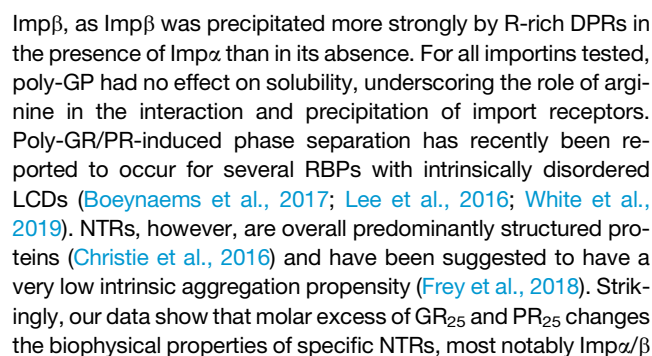 Impβ, as Impβ was precipitated more strongly by R-rich DPRs in
the presence of Impα than in its absence. For all importins tested,
poly-GP had no effect on solubility, underscoring the role of argi-
nine in the interaction and precipitation of import receptors.
Poly-GR/PR-induced phase separation has recently been re-
ported to occur for several RBPs with intrinsically disordered
LCDs (Boeynaems et al., 2017; Lee et al., 2016; White et al.,
2019). NTRs, however, are overall predominantly structured pro-
teins (Christie et al., 2016) and have been suggested to have a
very low intrinsic aggregation propensity (Frey et al., 2018). Strik-
ingly, our data show that molar excess of GR₂₅ and PR₂₅ changes
the biophysical properties of specific NTRs, most notably Impα/β